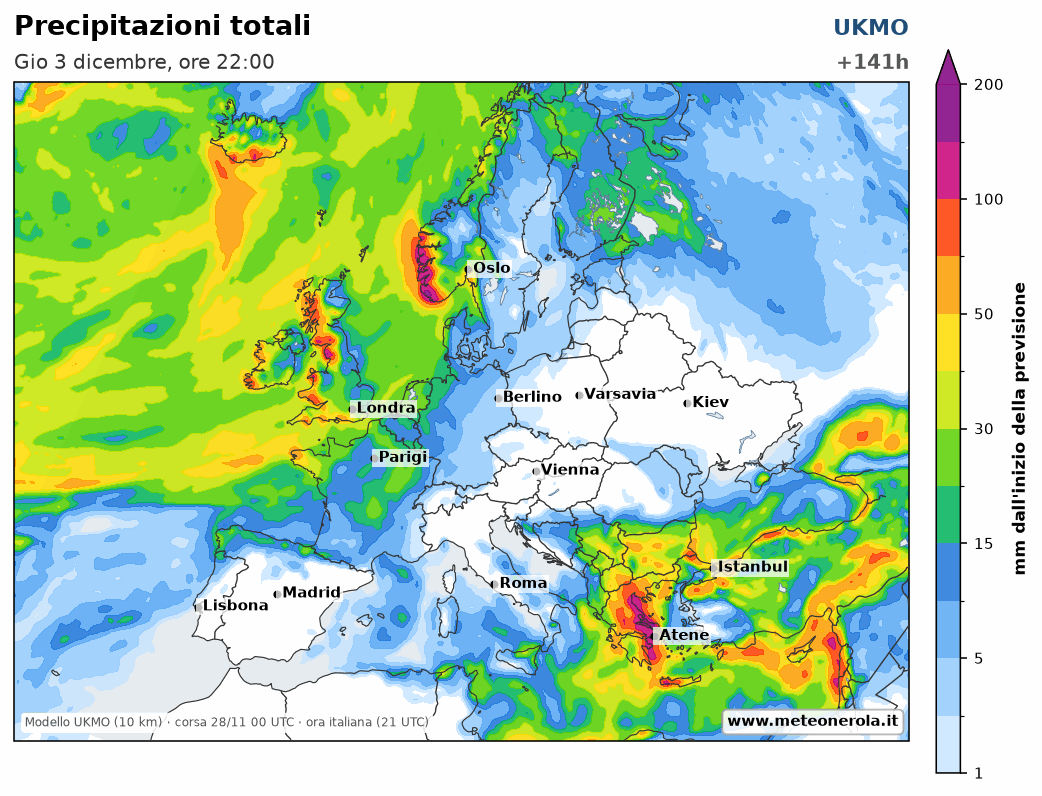 Precipitazioni totali
UKMO
Gio 3 dicembre, ore 22:00
+141h
200
100
50
30
15
5
1
mm dall'inizio della previsione
Oslo
Berlino
Varsavia
Kiev
Londra
Parigi
Vienna
Istanbul
Roma
Madrid
Lisbona
Atene
Modello UKMO (10 km) · corsa 28/11 00 UTC · ora italiana (21 UTC)
www.meteonerola.it